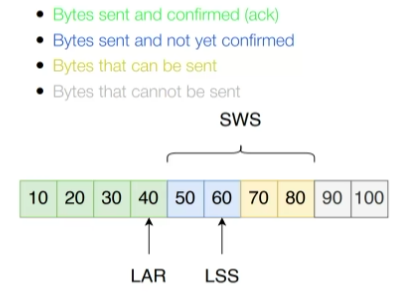 • Bytes sent and confirmed (ack)
• Bytes sent and not yet confirmed
• Bytes that can be sent
• Bytes that cannot be sent
SWS
10 20 30 40 50 60 70 80 90 100
LAR LSS